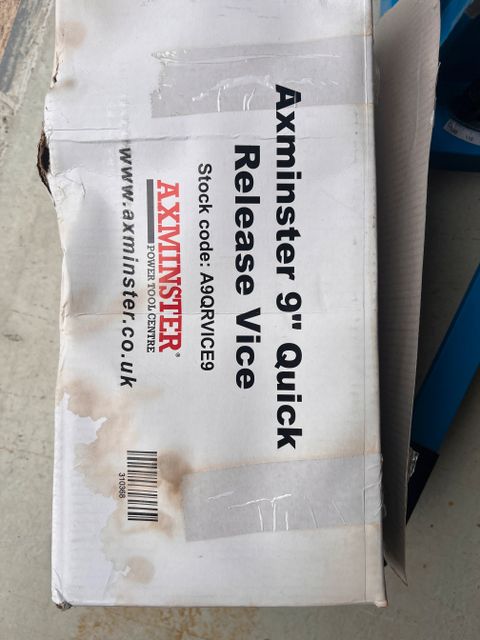 Axminster 9" Quick
Release Vice
Stock code: A9QRVICE9
AXMINSTER®
POWER TOOL CENTRE
www.axminster.co.uk
310368